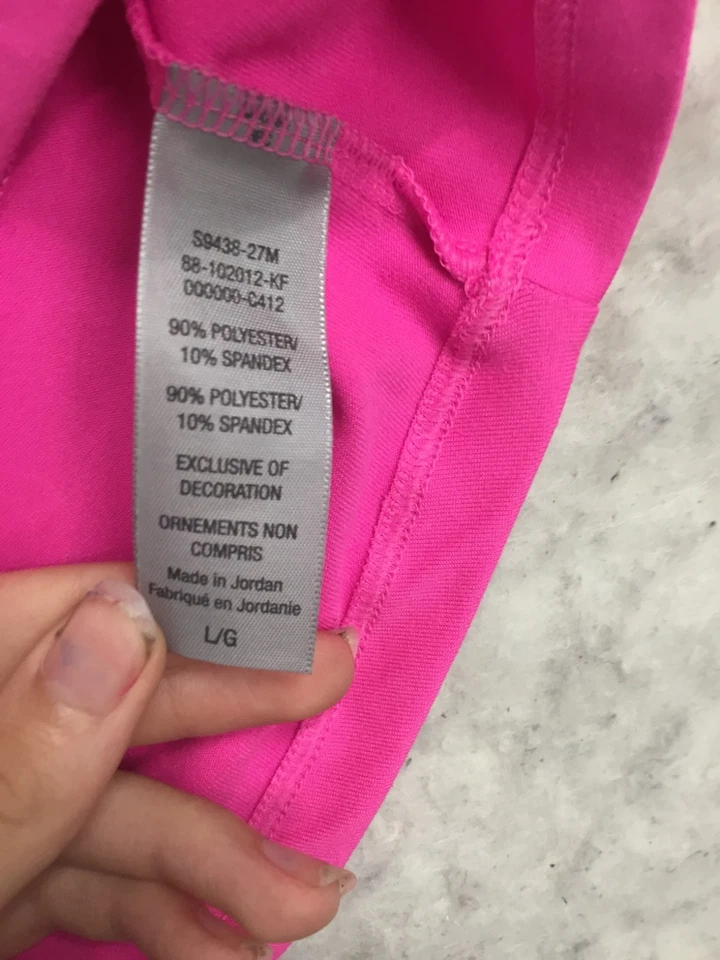 S9438-27M
88-102012-KF
000000-C412
90% POLYESTER/
10% SPANDEX
90% POLYESTER/
10% SPANDEX
EXCLUSIVE OF
DECORATION
ORNEMENTS NON
COMPRIS
Made in Jordan
Fabriqué en Jordanie
L/G